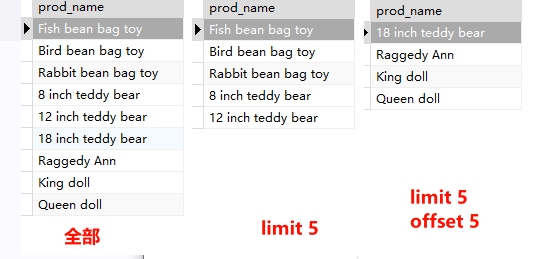 prod_name
Fish bean bag toy
Bird bean bag toy
Rabbit bean bag toy
8 inch teddy bear
12 inch teddy bear
18 inch teddy bear
Raggedy Ann
King doll
Queen doll
全部
prod_name
Fish bean bag toy
Bird bean bag toy
Rabbit bean bag toy
8 inch teddy bear
12 inch teddy bear
limit 5
prod_name
18 inch teddy bear
Raggedy Ann
King doll
Queen doll
limit 5
offset 5